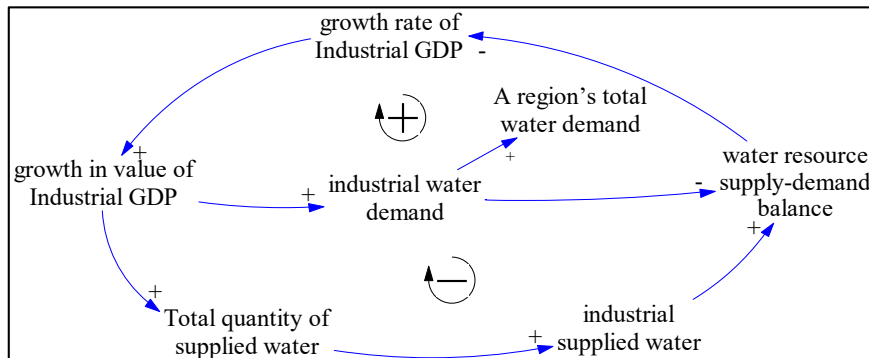 growth rate of
Industrial GDP
-
+
A region's total
water demand
+
+
growth in value of
Industrial GDP
+
industrial water
demand
-
water resource
supply-demand
balance
+
−
+
Total quantity of
supplied water
+
industrial
supplied water